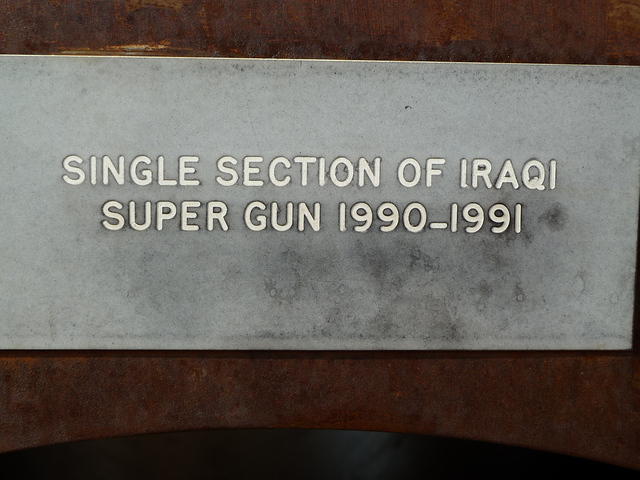 SINGLE SECTION OF IRAQI
SUPER GUN 1990-1991